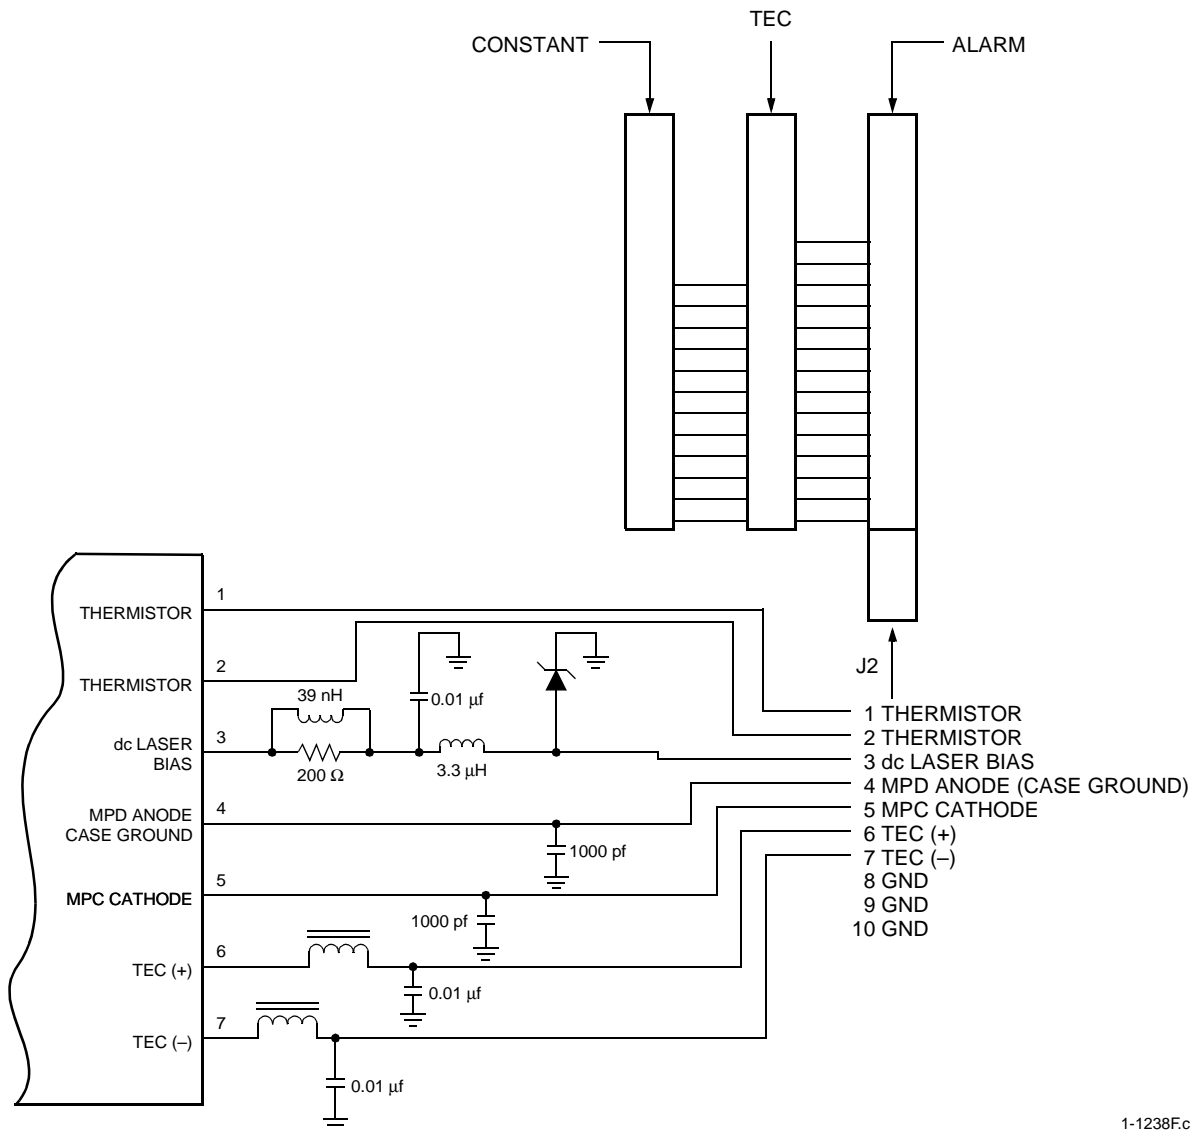 TEC
CONSTANT
ALARM
J2
1
THERMISTOR
2
THERMISTOR
39 nH
0.01 μf
3
dc LASER
BIAS
200 Ω
3.3 μH
4
MPD ANODE
CASE GROUND
1000 pf
5
MPC CATHODE
1000 pf
6
TEC (+)
0.01 μf
7
TEC (–)
0.01 μf
1 THERMISTOR
2 THERMISTOR
3 dc LASER BIAS
4 MPD ANODE (CASE GROUND)
5 MPC CATHODE
6 TEC (+)
7 TEC (–)
8 GND
9 GND
10 GND
1-1238F.c